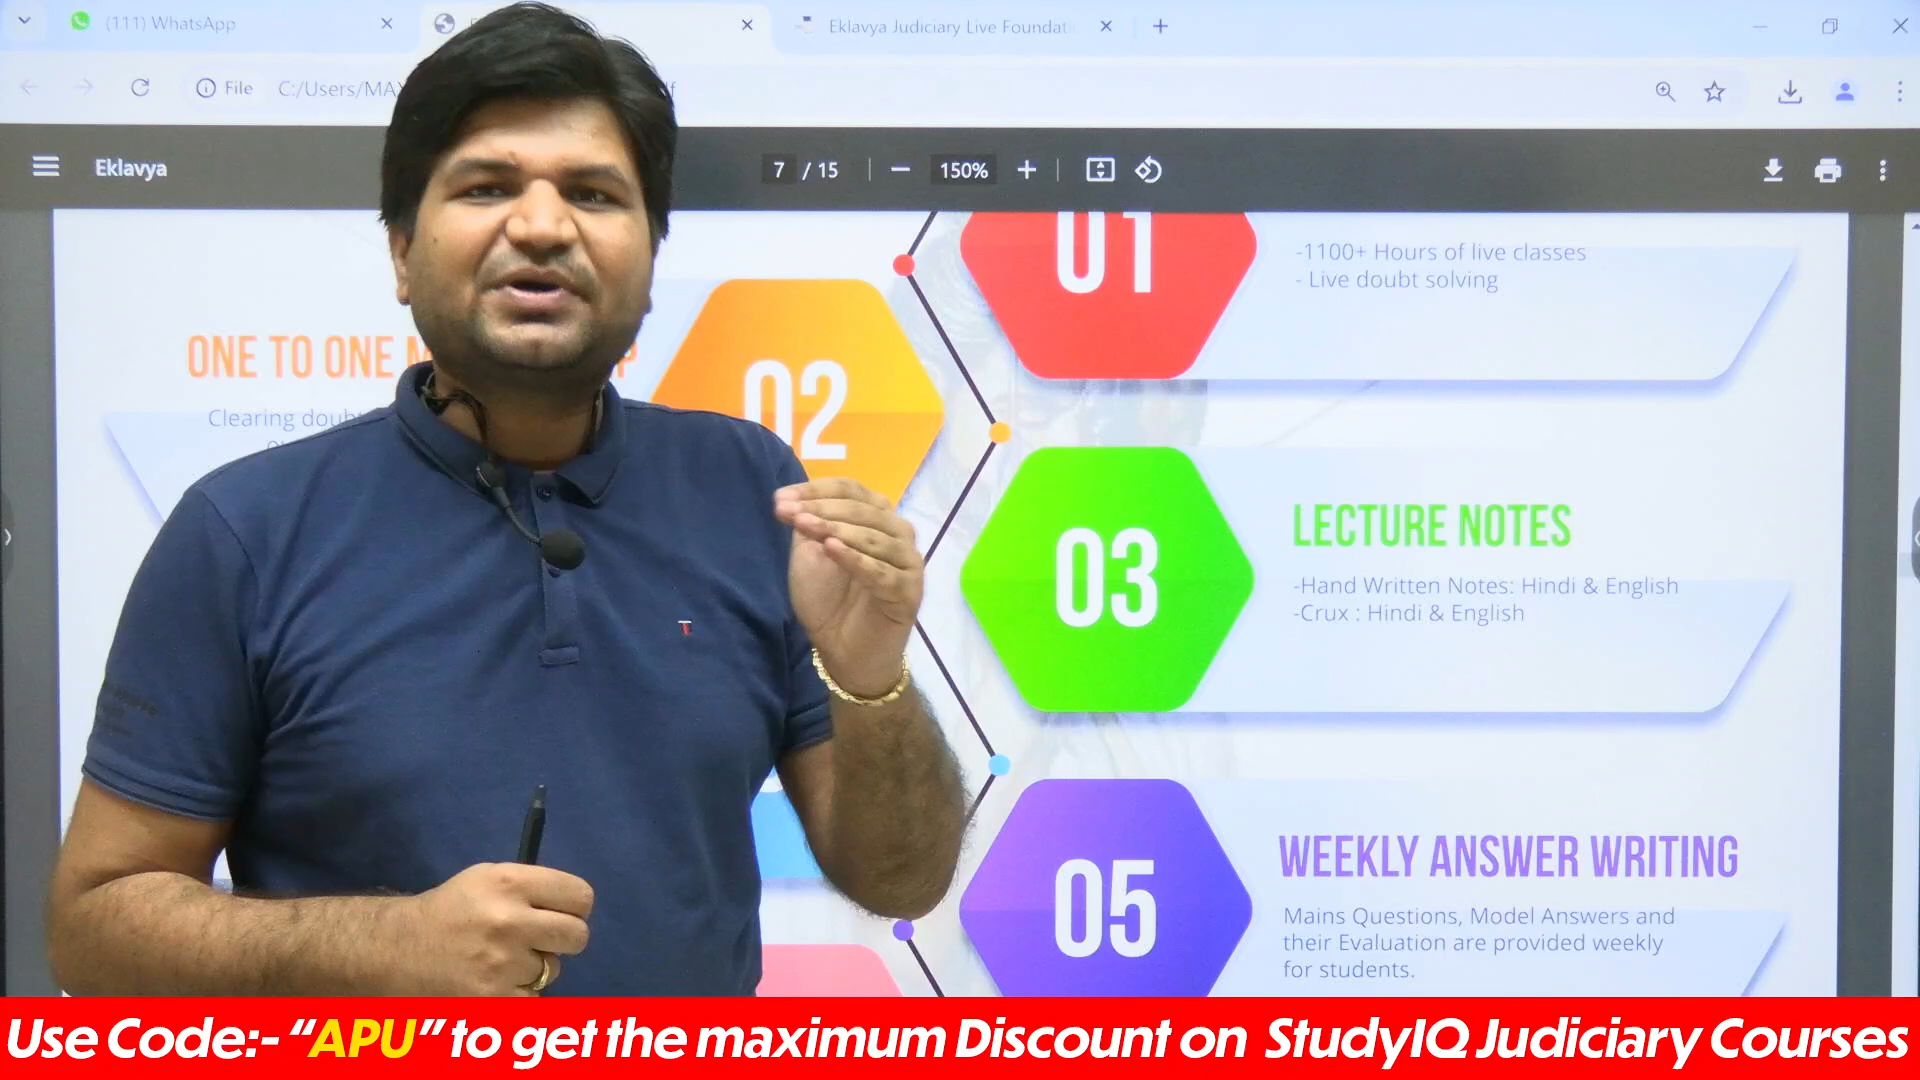 (111) WhatsApp
Eklavya Judiciary Live Foundati
File
C:/Users/MAX
Eklavya
7 / 15
150%
01
-1100+ Hours of live classes
- Live doubt solving
ONE TO ONE
02
Clearing doub
03
LECTURE NOTES
-Hand Written Notes: Hindi & English
-Crux : Hindi & English
05
WEEKLY ANSWER WRITING
Mains Questions, Model Answers and
their Evaluation are provided weekly
for students.
Use Code:- “APU” to get the maximum Discount on StudyIQ Judiciary Courses